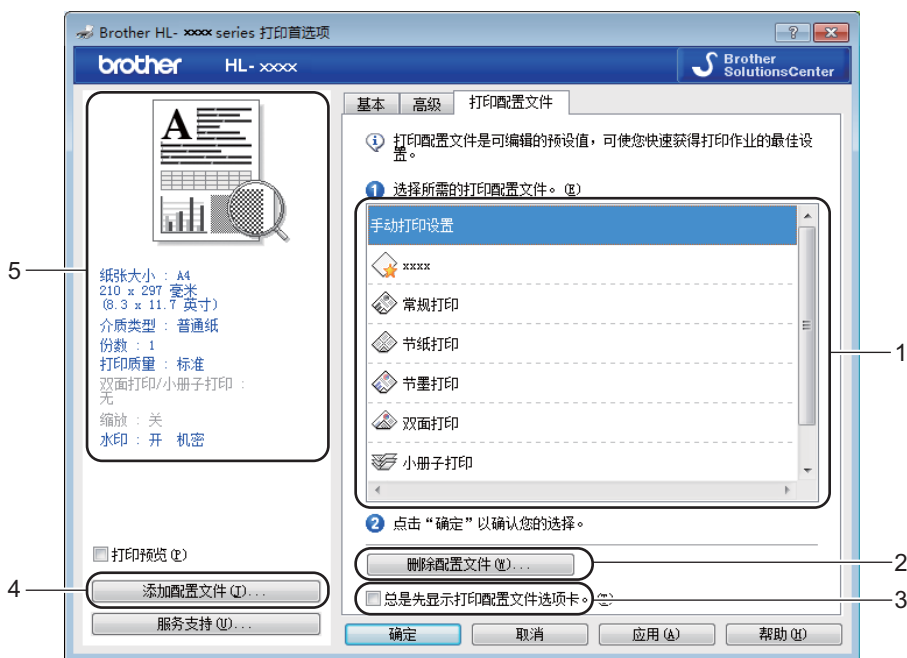 Brother HL- xxxx series 打印首选项
brother HL- xxxx
Brother
SolutionsCenter
A
纸张大小 : A4
210 x 297 毫米
(8.3 x 11.7 英寸)
介质类型 : 普通纸
份数 : 1
打印质量 : 标准
双面打印/小册子打印 :
无
缩放 : 关
水印 : 开 机密
打印预览(P)
添加配置文件(I)...
服务支持(U)...
基本 高级 打印配置文件
打印配置文件是可编辑的预设值，可使您快速获得打印作业的最佳设
置。
1 选择所需的打印配置文件。(E)
手动打印设置
xxxx
常规打印
节纸打印
节墨打印
双面打印
小册子打印
2 点击“确定”以确认您的选择。
删除配置文件(W)...
总是先显示打印配置文件选项卡。
确定 取消 应用(A) 帮助(H)
5
4
1
2
3